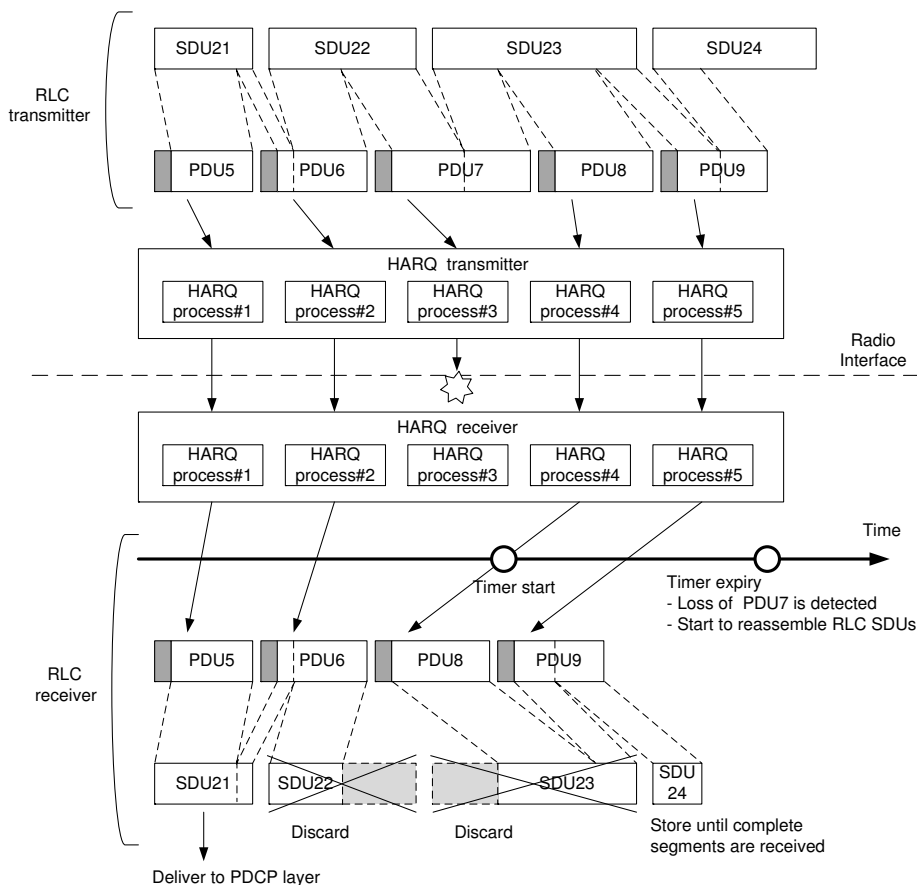 SDU21
SDU22
SDU23
SDU24
RLC
transmitter
PDU5
PDU6
PDU7
PDU8
PDU9
HARQ transmitter
HARQ
process#1
HARQ
process#2
HARQ
process#3
HARQ
process#4
HARQ
process#5
Radio
Interface
HARQ receiver
HARQ
process#1
HARQ
process#2
HARQ
process#3
HARQ
process#4
HARQ
process#5
Time
Timer start
Timer expiry
- Loss of PDU7 is detected
- Start to reassemble RLC SDUs
PDU5
PDU6
PDU8
PDU9
RLC
receiver
SDU21
SDU22
SDU23
SDU
24
Discard
Discard
Store until complete
segments are received
Deliver to PDCP layer